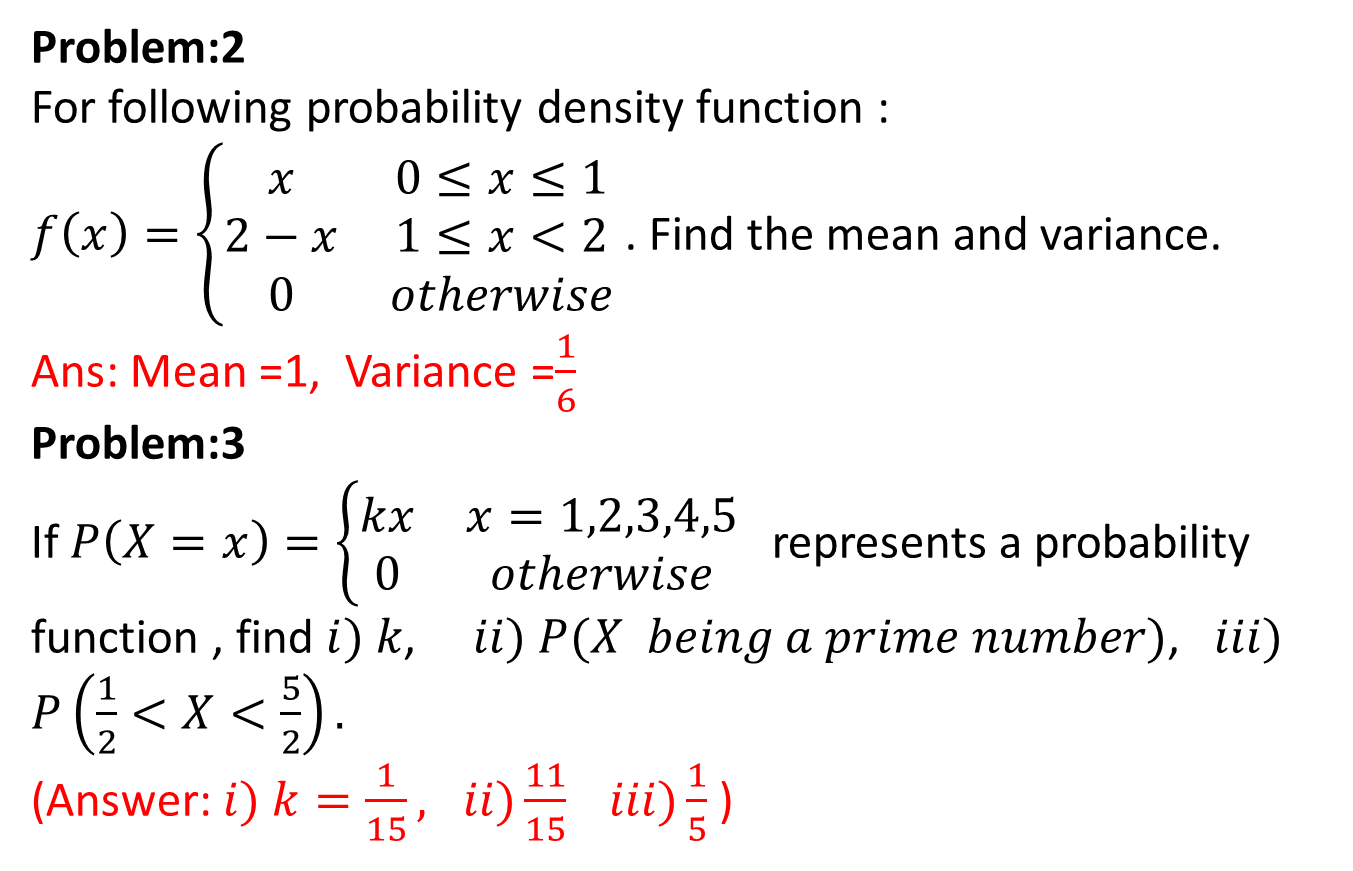 Problem:2
For following probability density function :
x 0 ≤ x ≤ 1
f(x) = { 2 − x 1 ≤ x < 2 . Find the mean and variance.
0 otherwise
Ans: Mean =1, Variance =1/6
Problem:3
If P(X = x) = { kx x = 1,2,3,4,5 represents a probability
0 otherwise
function , find i) k, ii) P(X being a prime number), iii)
P(1/2 < X < 5/2).
(Answer: i) k = 1/15, ii) 11/15 iii) 1/5 )